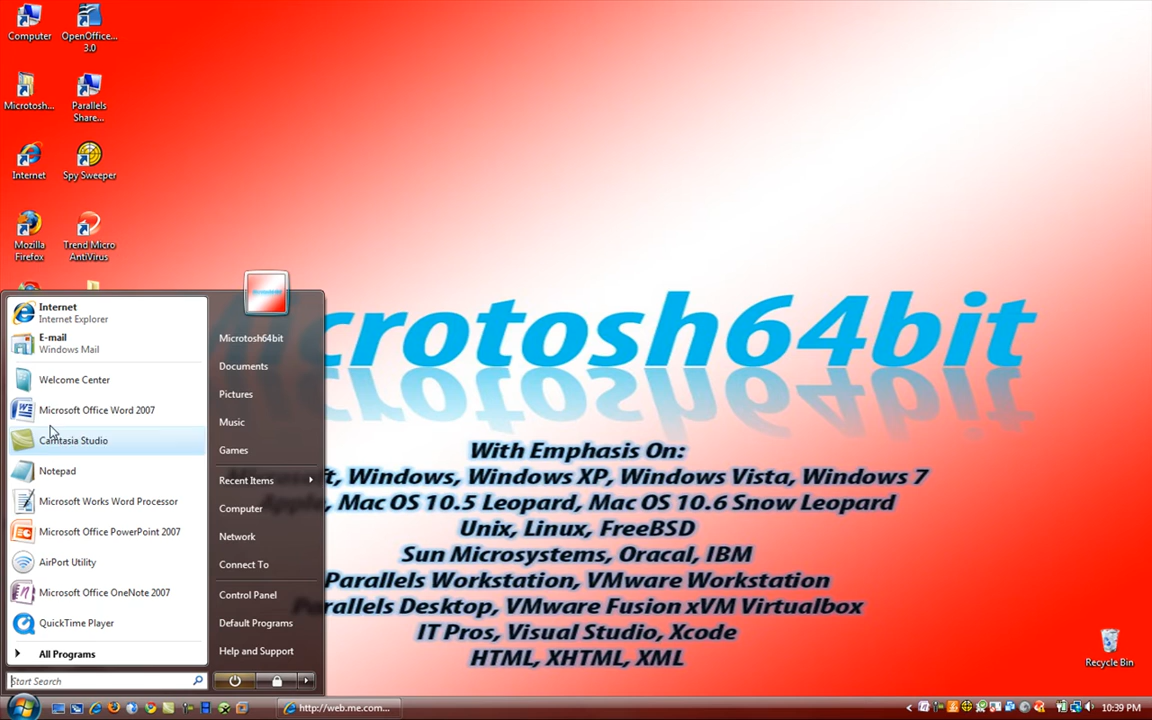 Computer
OpenOffice...
3.0
Microtosh...
Parallels
Share...
Internet
Spy Sweeper
Mozilla
Firefox
Trend Micro
AntiVirus
Internet
Internet Explorer
E-mail
Windows Mail
Welcome Center
Microsoft Office Word 2007
Camtasia Studio
Notepad
Microsoft Works Word Processor
Microsoft Office PowerPoint 2007
AirPort Utility
Microsoft Office OneNote 2007
QuickTime Player
All Programs
Start Search
Microtosh64bit
Documents
Pictures
Music
Games
Recent Items
Computer
Network
Connect To
Control Panel
Default Programs
Help and Support
crotosh64bit
With Emphasis On:
t, Windows, Windows XP, Windows Vista, Windows 7
, Mac OS 10.5 Leopard, Mac OS 10.6 Snow Leopard
Unix, Linux, FreeBSD
Sun Microsystems, Oracal, IBM
Parallels Workstation, VMware Workstation
Parallels Desktop, VMware Fusion xVM Virtualbox
IT Pros, Visual Studio, Xcode
HTML, XHTML, XML
Recycle Bin
http://web.me.com...
10:39 PM